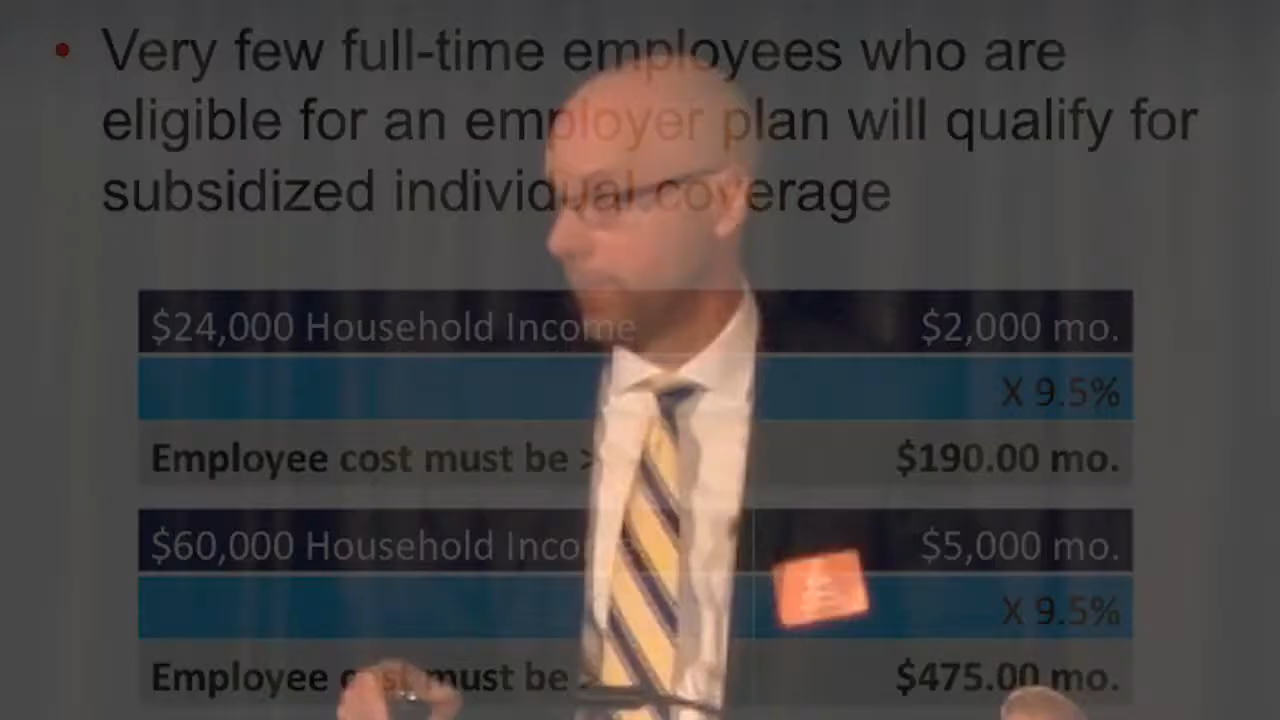 • Very few full-time employees who are
eligible for an employer plan will qualify for
subsidized individual coverage
$24,000 Household Income $2,000 mo.
X 9.5%
Employee cost must be > $190.00 mo.
$60,000 Household Income $5,000 mo.
X 9.5%
Employee cost must be > $475.00 mo.